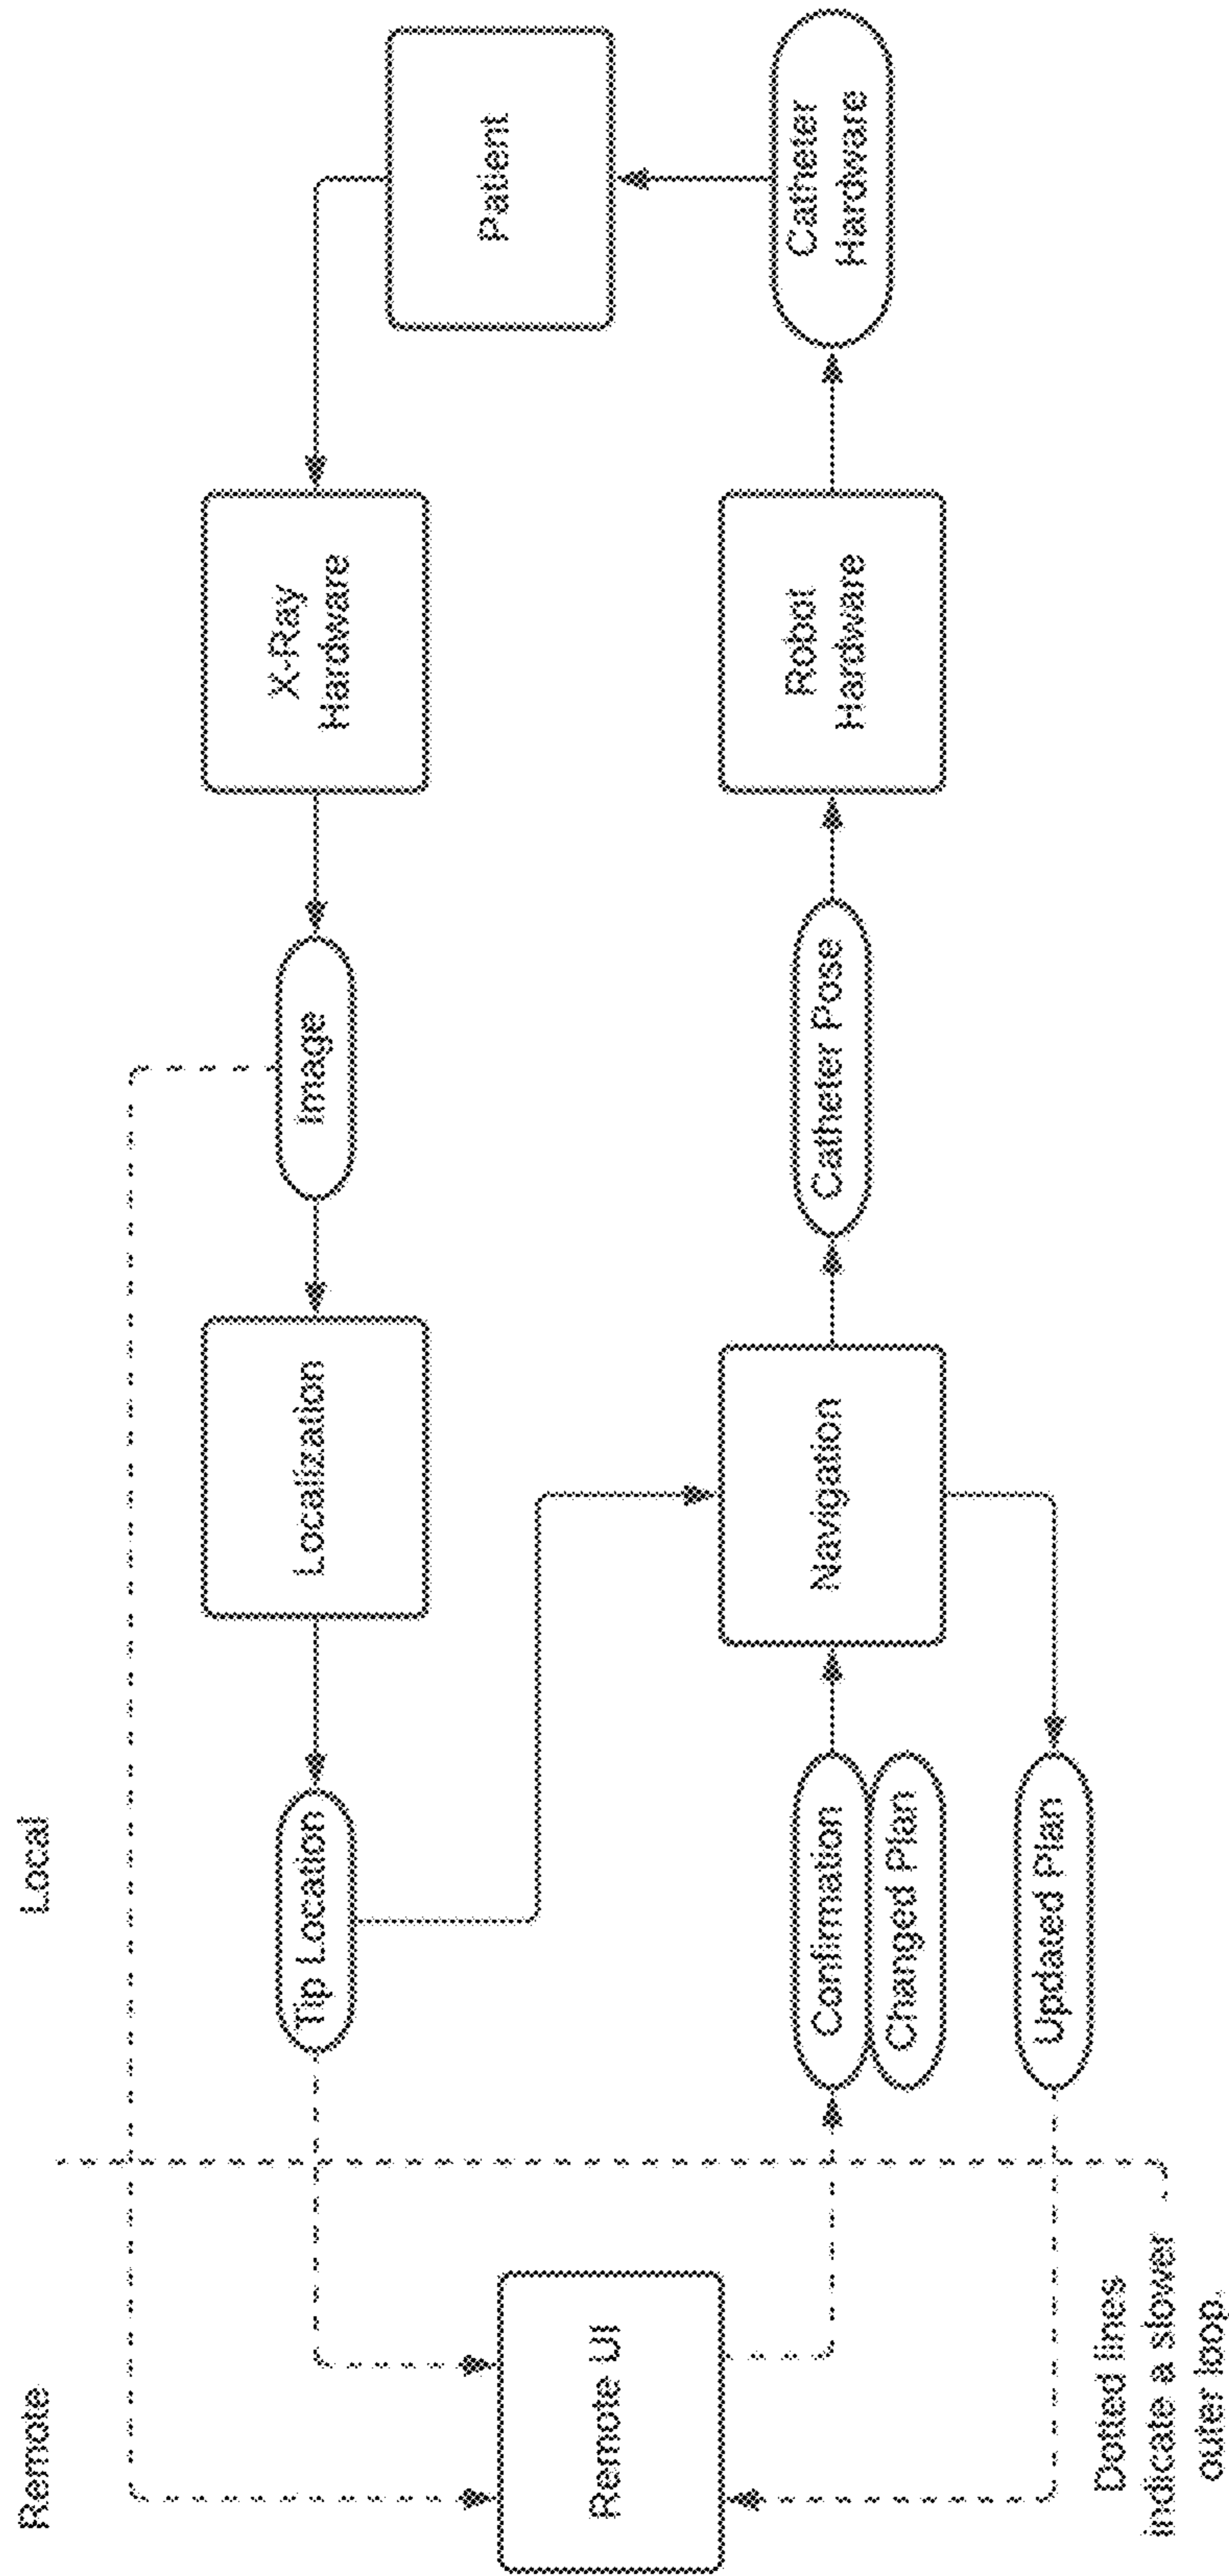 Remote
Local
Tip Location
Localization
Image
X-Ray
Hardware
Patient
Remote UI
Confirmation
Changed Plan
Navigation
Catheter Pose
Robot
Hardware
Catheter
Hardware
Updated Plan
Dotted lines
indicate a slower
outer loop.